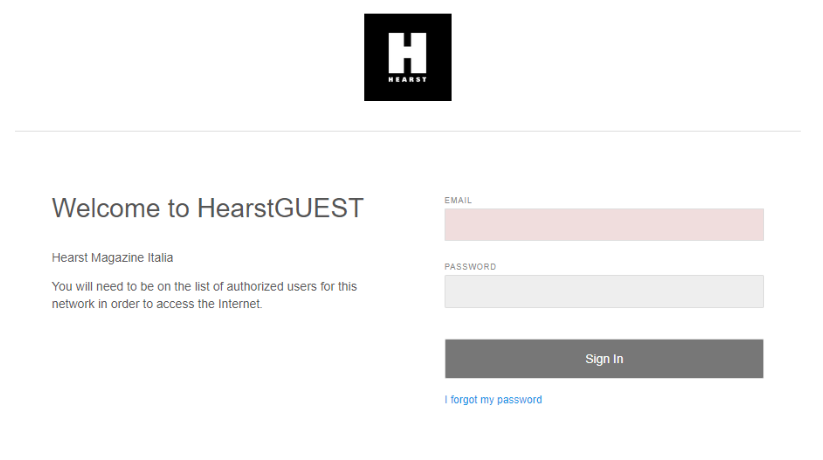 H
HEARST
Welcome to HearstGUEST
Hearst Magazine Italia
You will need to be on the list of authorized users for this
network in order to access the Internet.
EMAIL
PASSWORD
Sign In
I forgot my password